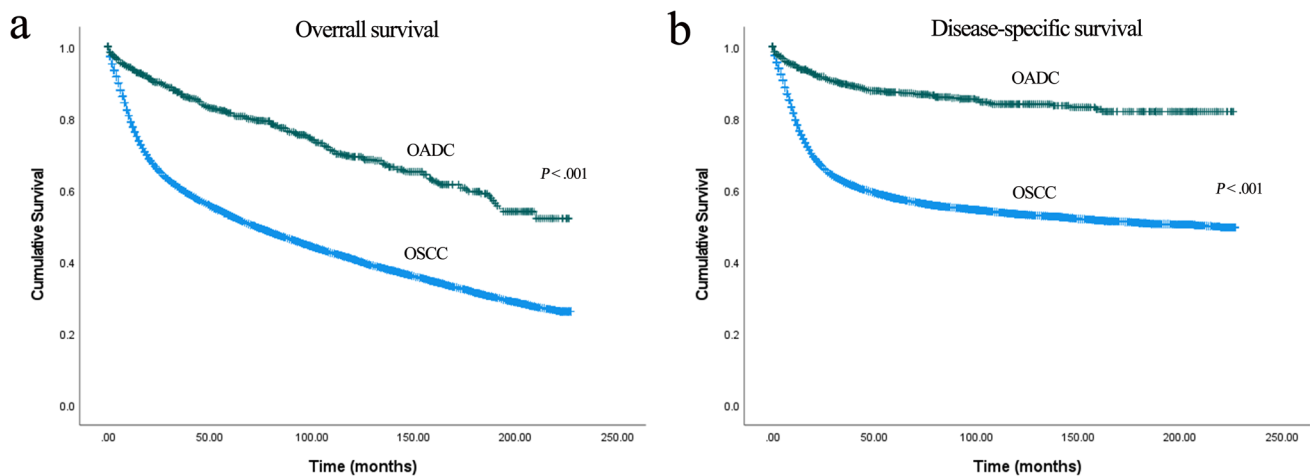 a
Overrall survival
1.0
0.8
0.6
0.4
0.2
0.0
Cumulative Survival
OADC
P < .001
OSCC
.00 50.00 100.00 150.00 200.00 250.00
Time (months)
b
Disease-specific survival
1.0
0.8
0.6
0.4
0.2
0.0
Cumulative Survival
OADC
OSCC
P < .001
.00 50.00 100.00 150.00 200.00 250.00
Time (months)